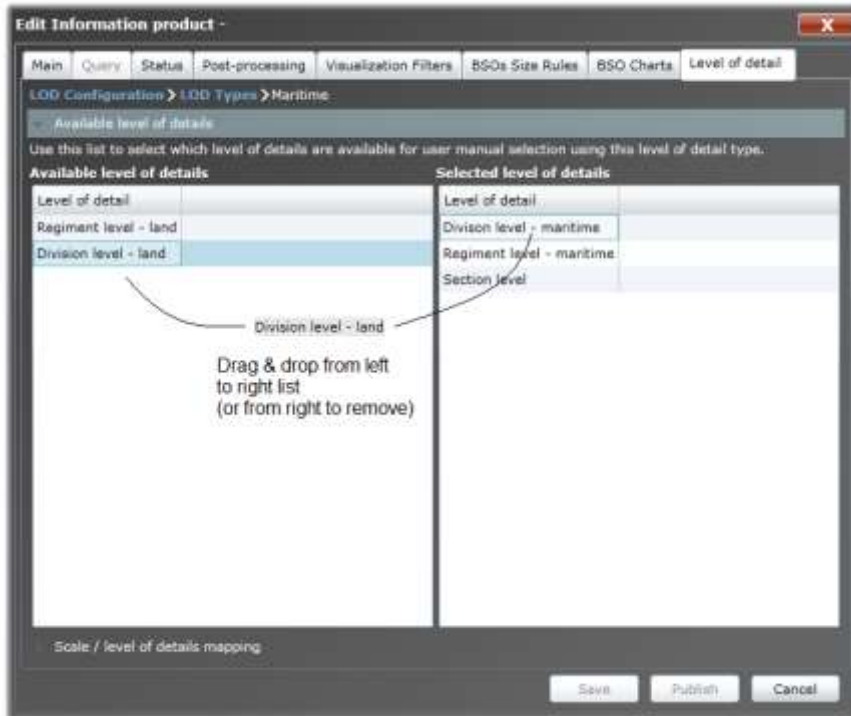 Edit Information product -
X
Main Query Status Post-processing Visualization Filters BSOs Size Rules BSO Charts Level of detail
LOD Configuration > LOD Types > Maritime
Available level of details
Use this list to select which level of details are available for user manual selection using this level of detail type.
Available level of details
Level of detail
Regiment level - land
Division level - land
Selected level of details
Level of detail
Divison level - maritime
Regiment level - maritime
Section level
Division level - land
Drag & drop from left
to right list
(or from right to remove)
Scale / level of details mapping
Save Publish Cancel